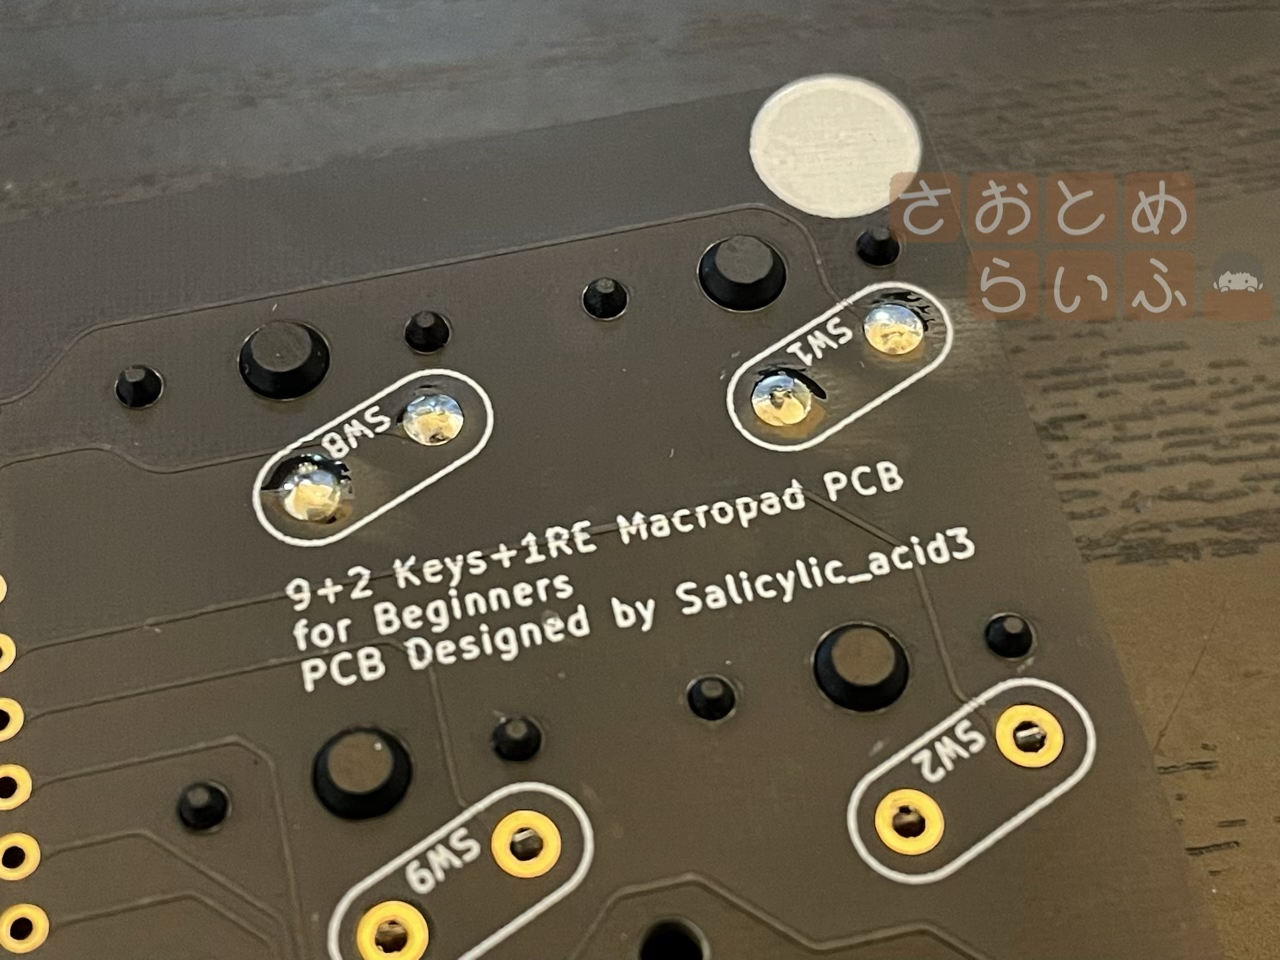 さおとめ
らいふ
SW1
SW8
9+2 Keys+1RE Macropad PCB
for Beginners
PCB Designed by Salicylic_acid3
SW2
SW9